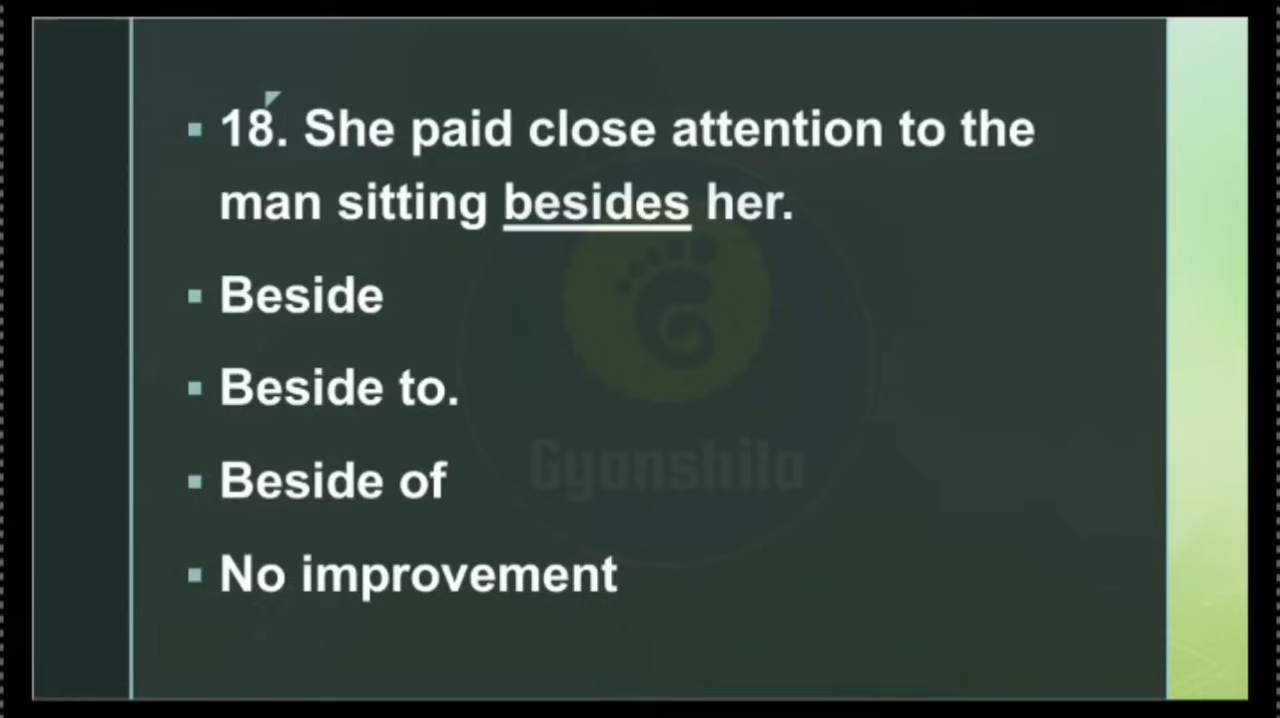 18. She paid close attention to the
man sitting besides her.
Beside
Beside to.
Beside of
No improvement
Gyanshila